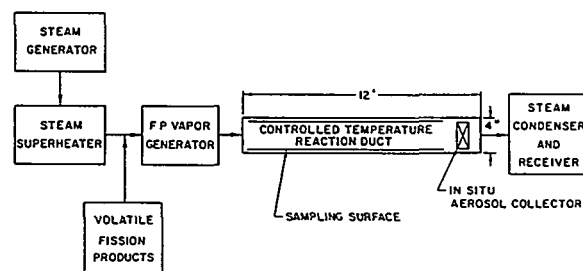 STEAM
GENERATOR
STEAM
SUPERHEATER
VOLATILE
FISSION
PRODUCTS
F P VAPOR
GENERATOR
12'
CONTROLLED TEMPERATURE
REACTION DUCT
4"
SAMPLING SURFACE
IN SITU
AEROSOL COLLECTOR
STEAM
CONDENSER
AND
RECEIVER